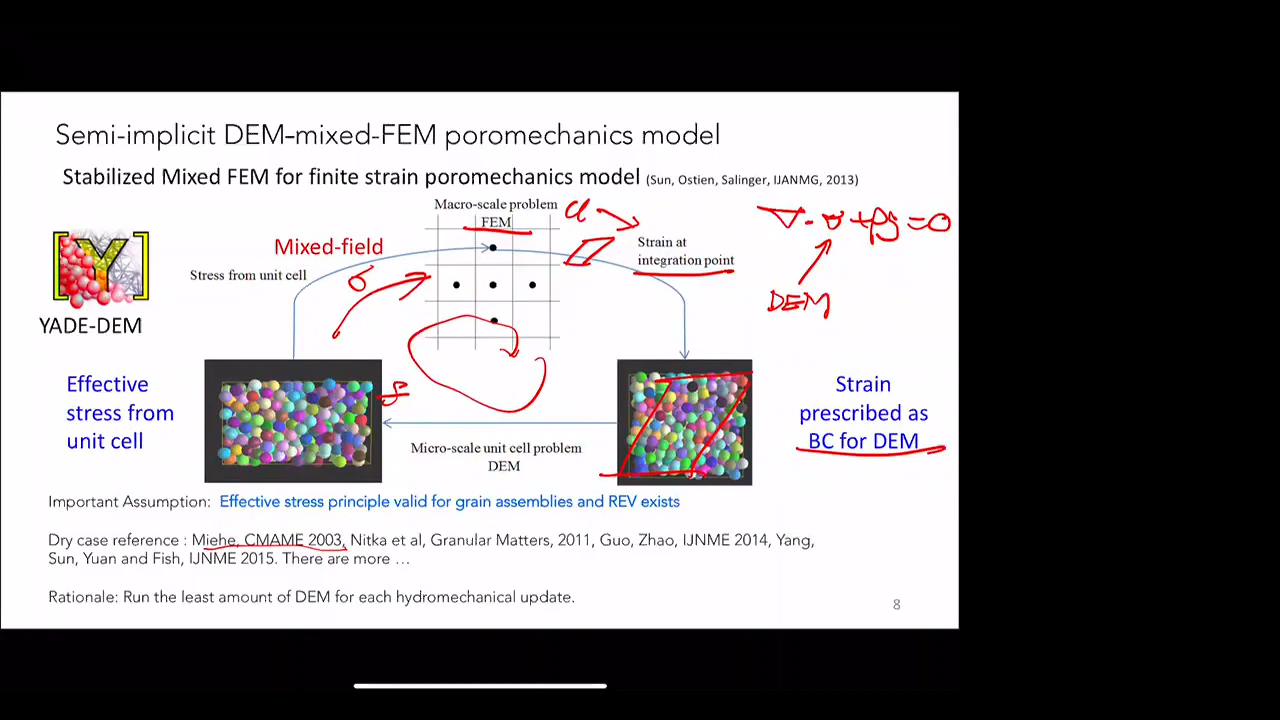 Semi-implicit DEM-mixed-FEM poromechanics model
Stabilized Mixed FEM for finite strain poromechanics model (Sun, Ostien, Salinger, IJANMG, 2013)
Macro-scale problem
FEM
u
∇·σ+ρg=0
Mixed-field
Strain at
integration point
Stress from unit cell
σ
DEM
Y
YADE-DEM
Effective
stress from
unit cell
Strain
prescribed as
BC for DEM
f
Micro-scale unit cell problem
DEM
Important Assumption: Effective stress principle valid for grain assemblies and REV exists
Dry case reference : Miehe, CMAME 2003, Nitka et al, Granular Matters, 2011, Guo, Zhao, IJNME 2014, Yang,
Sun, Yuan and Fish, IJNME 2015. There are more …
Rationale: Run the least amount of DEM for each hydromechanical update.
8